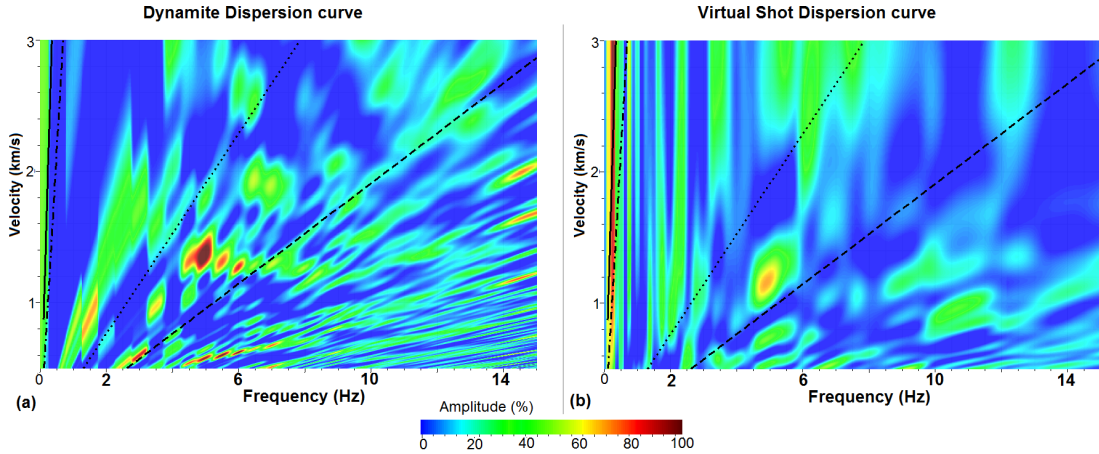 Dynamite Dispersion curve
Velocity (km/s)
3
2
1
0 2 6 10 14
Frequency (Hz)
(a)
Virtual Shot Dispersion curve
Velocity (km/s)
3
2
1
0 2 6 10 14
Frequency (Hz)
(b)
Amplitude (%)
0 20 40 60 80 100